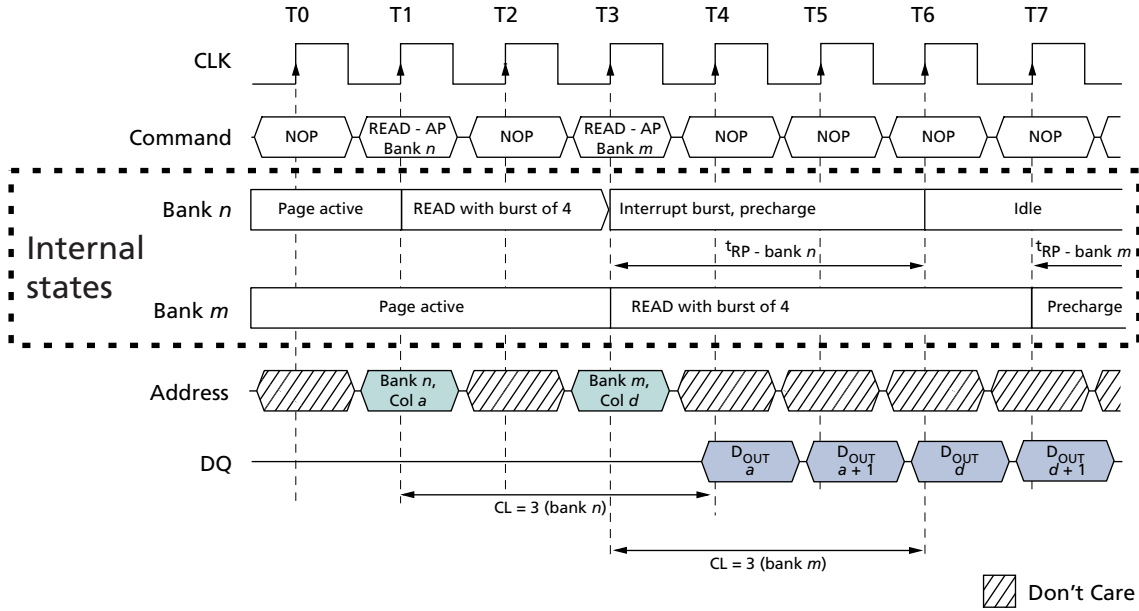 T0 T1 T2 T3 T4 T5 T6 T7
CLK
Command NOP READ - AP Bank n NOP READ - AP Bank m NOP NOP NOP NOP
Internal states
Bank n Page active READ with burst of 4 Interrupt burst, precharge Idle
tRP - bank n tRP - bank m
Bank m Page active READ with burst of 4 Precharge
Address Bank n, Col a Bank m, Col d
DQ DOUT a DOUT a + 1 DOUT d DOUT d + 1
CL = 3 (bank n)
CL = 3 (bank m)
Don't Care